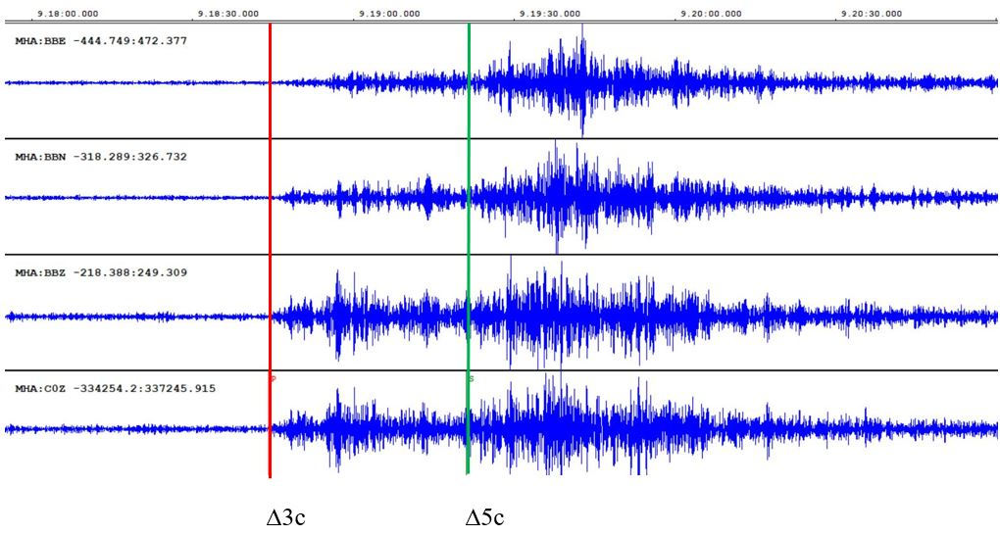 9.18:00.000 9.18:30.000 9.19:00.000 9.19:30.000 9.20:00.000 9.20:30.000
MHA:BBE -444.749:472.377
MHA:BBN -318.289:326.732
MHA:BBZ -218.388:249.309
P S
MHA:C0Z -334254.2:337245.915
Δ3c Δ5c